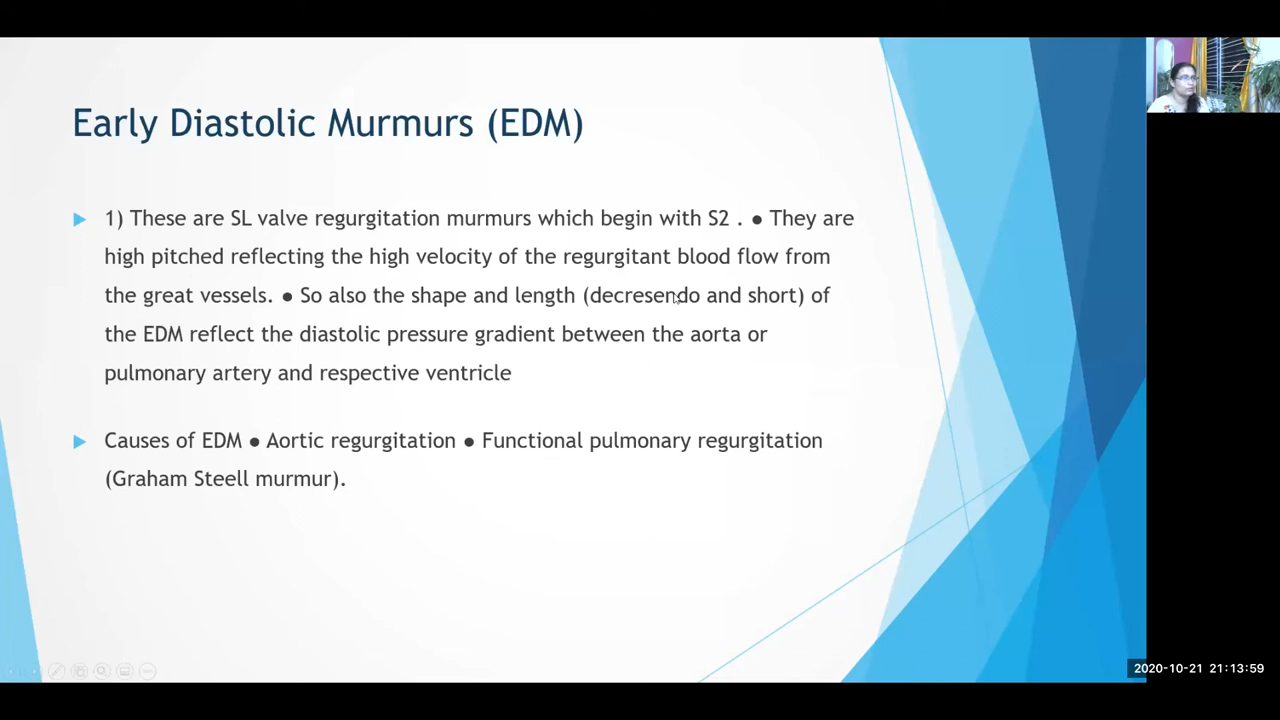 Early Diastolic Murmurs (EDM)
1) These are SL valve regurgitation murmurs which begin with S2 . ● They are
high pitched reflecting the high velocity of the regurgitant blood flow from
the great vessels. ● So also the shape and length (decresendo and short) of
the EDM reflect the diastolic pressure gradient between the aorta or
pulmonary artery and respective ventricle
Causes of EDM ● Aortic regurgitation ● Functional pulmonary regurgitation
(Graham Steell murmur).
2020-10-21 21:13:59